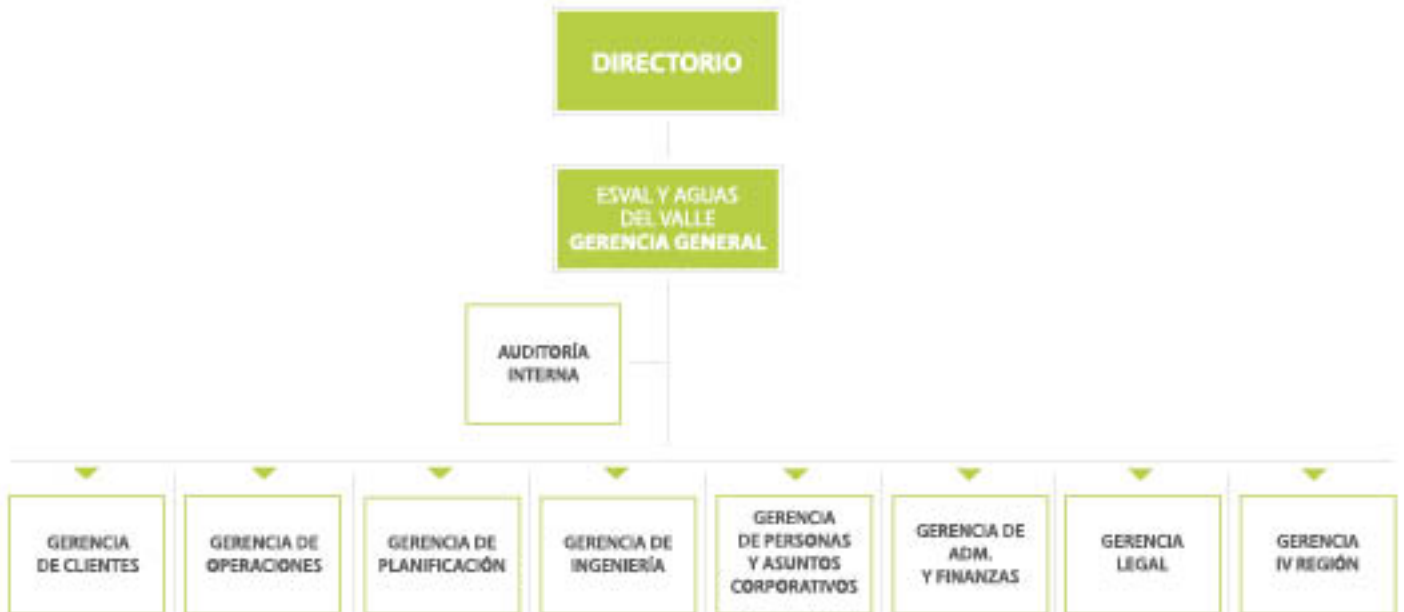 DIRECTORIO
ESVAL Y AGUAS
DEL VALLE
GERENCIA GENERAL
AUDITORÍA
INTERNA
GERENCIA
DE CLIENTES
GERENCIA DE
OPERACIONES
GERENCIA DE
PLANIFICACIÓN
GERENCIA DE
INGENIERÍA
GERENCIA
DE PERSONAS
Y ASUNTOS
CORPORATIVOS
GERENCIA DE
ADM.
Y FINANZAS
GERENCIA
LEGAL
GERENCIA
IV REGIÓN